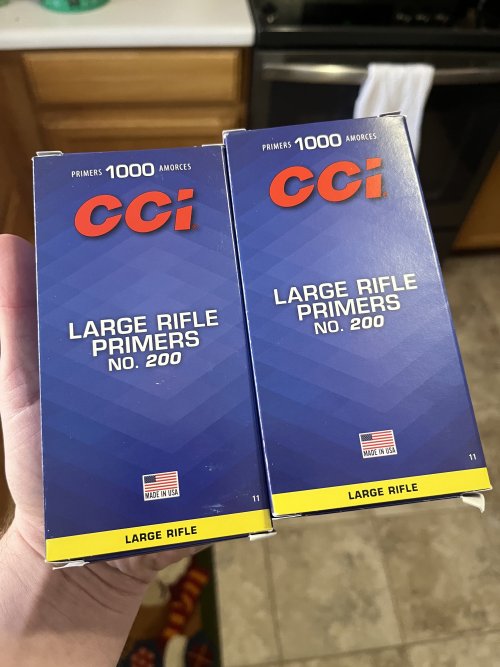 PRIMERS 1000 AMORCES
CCi
LARGE RIFLE
PRIMERS
NO. 200
MADE IN USA
11
LARGE RIFLE
PRIMERS 1000 AMORCES
CCi
LARGE RIFLE
PRIMERS
NO. 200
MADE IN USA
11
LARGE RIFLE